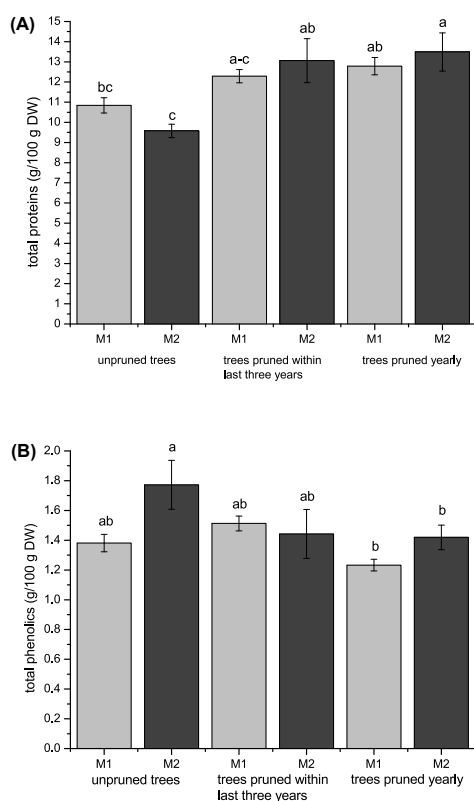 (A)
total proteins (g/100 g DW)
15
14
13
12
11
10
9
8
7
6
5
4
3
2
1
0
bc
c
a-c
ab
ab
a
M1 M2 M1 M2 M1 M2
unpruned trees trees pruned within trees pruned yearly
last three years
(B)
total phenolics (g/100 g DW)
2.0
1.8
1.6
1.4
1.2
1.0
0.8
0.6
0.4
0.2
0.0
ab
a
ab
ab
b
b
M1 M2 M1 M2 M1 M2
unpruned trees trees pruned within trees pruned yearly
last three years